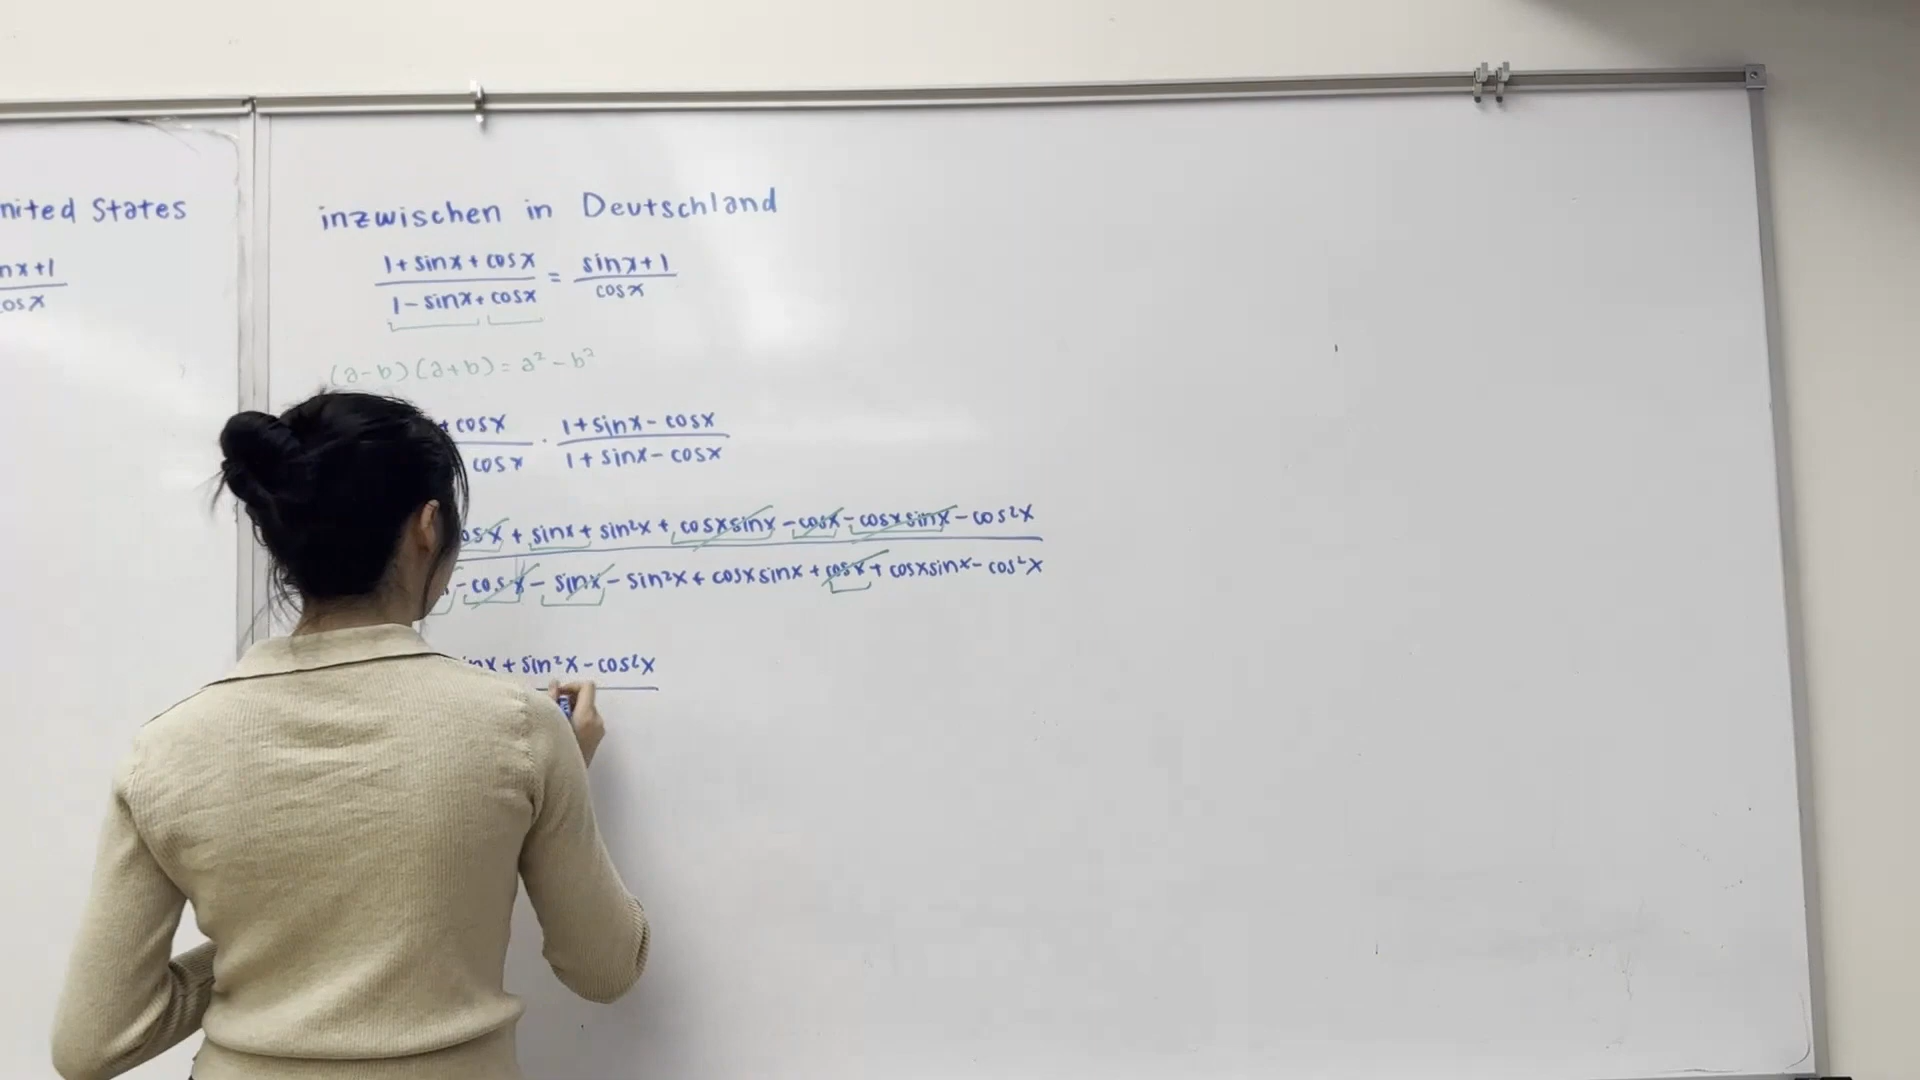 nited States
nx+1
osx
inzwischen in Deutschland
1+sinx+cosx
1-sinx+cosx
=
sinx+1
cosx
(a-b)(a+b)=a²-b²
+cosx
cosx
·
1+sinx-cosx
1+sinx-cosx
osx+sinx+sin²x+cosxsinx-cosx-cosxsinx-cos²x
-cosx-sinx-sin²x+cosxsinx+cosx+cosxsinx-cos²x
inx+sin²x-cos²x